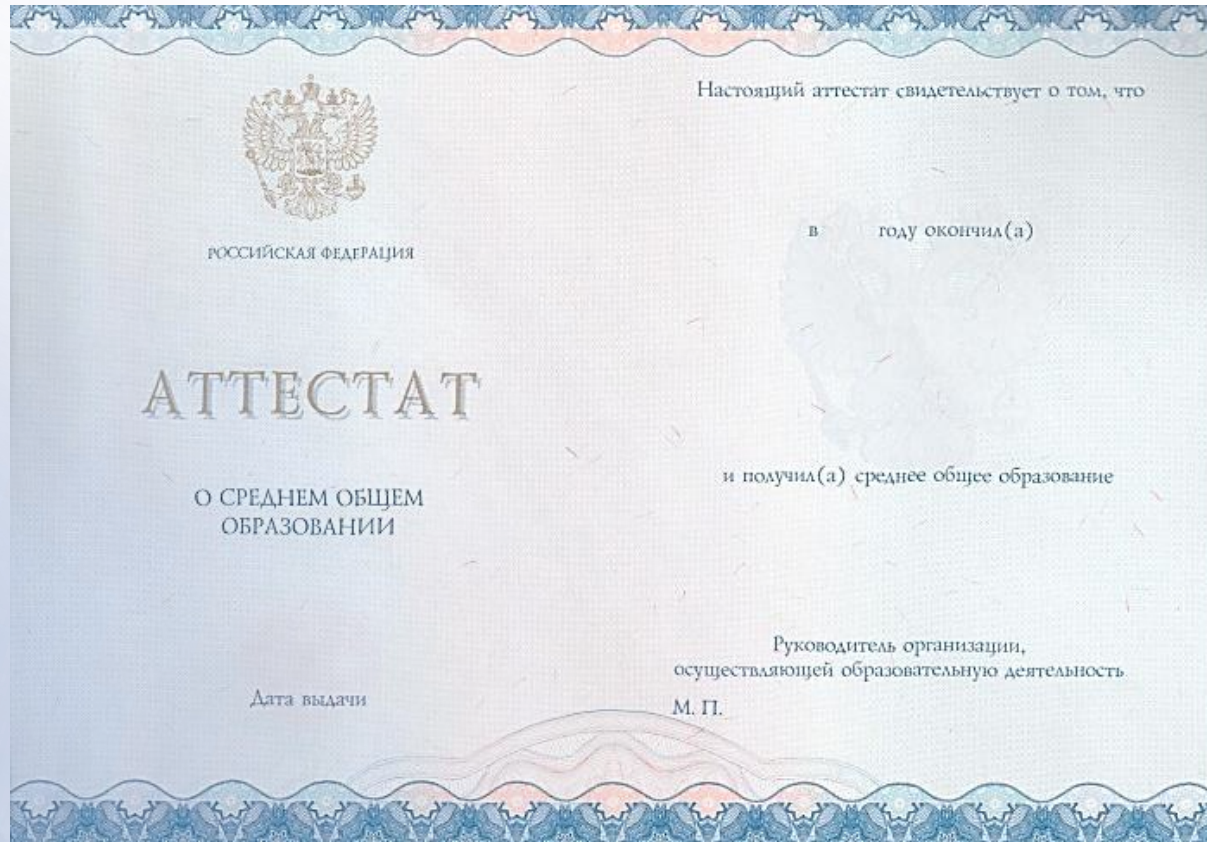 РОССИЙСКАЯ ФЕДЕРАЦИЯ
АТТЕСТАТ
О СРЕДНЕМ ОБЩЕМ
ОБРАЗОВАНИИ
Дата выдачи
Настоящий аттестат свидетельствует о том, что
в году окончил(а)
и получил(а) среднее общее образование
Руководитель организации,
осуществляющей образовательную деятельность
М. П.